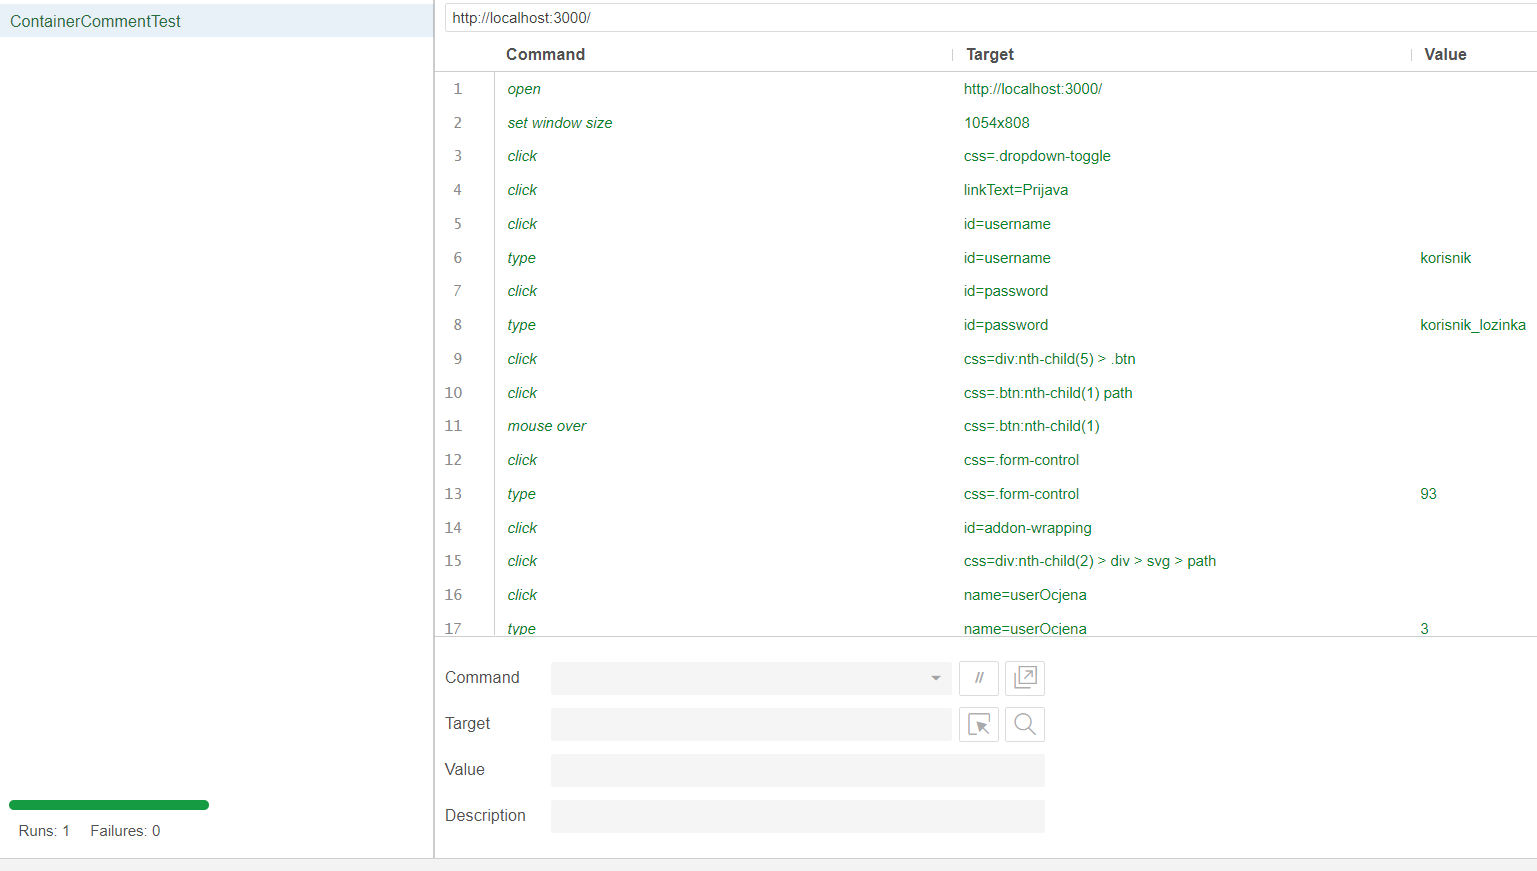 ContainerCommentTest
http://localhost:3000/
Command Target Value
1 open http://localhost:3000/
2 set window size 1054x808
3 click css=.dropdown-toggle
4 click linkText=Prijava
5 click id=username
6 type id=username korisnik
7 click id=password
8 type id=password korisnik_lozinka
9 click css=div:nth-child(5) > .btn
10 click css=.btn:nth-child(1) path
11 mouse over css=.btn:nth-child(1)
12 click css=.form-control
13 type css=.form-control 93
14 click id=addon-wrapping
15 click css=div:nth-child(2) > div > svg > path
16 click name=userOcjena
17 type name=userOcjena 3
Command //
Target
Value
Description
Runs: 1 Failures: 0